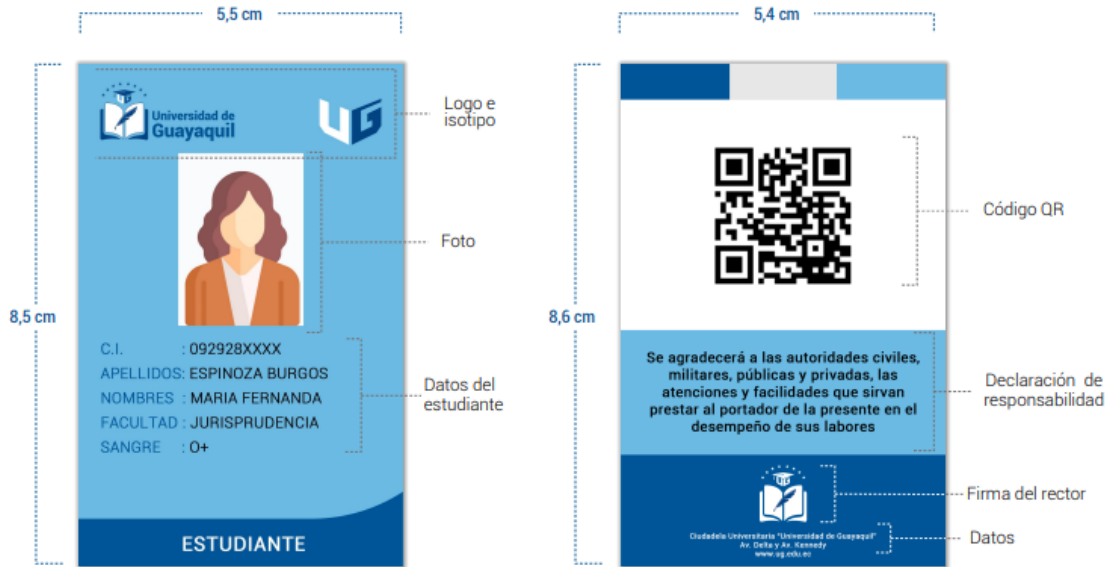 5,5 cm
8,5 cm
Universidad de
Guayaquil
UG
Logo e
isotipo
Foto
C.I. : 092928XXXX
APELLIDOS: ESPINOZA BURGOS
NOMBRES : MARIA FERNANDA
FACULTAD : JURISPRUDENCIA
SANGRE : O+
Datos del
estudiante
ESTUDIANTE
5,4 cm
8,6 cm
Código QR
Se agradecerá a las autoridades civiles,
militares, públicas y privadas, las
atenciones y facilidades que sirvan
prestar al portador de la presente en el
desempeño de sus labores
Declaración de
responsabilidad
UG
Firma del rector
Ciudadela Universitaria "Universidad de Guayaquil"
Av. Delta y Av. Kennedy
www.ug.edu.ec
Datos